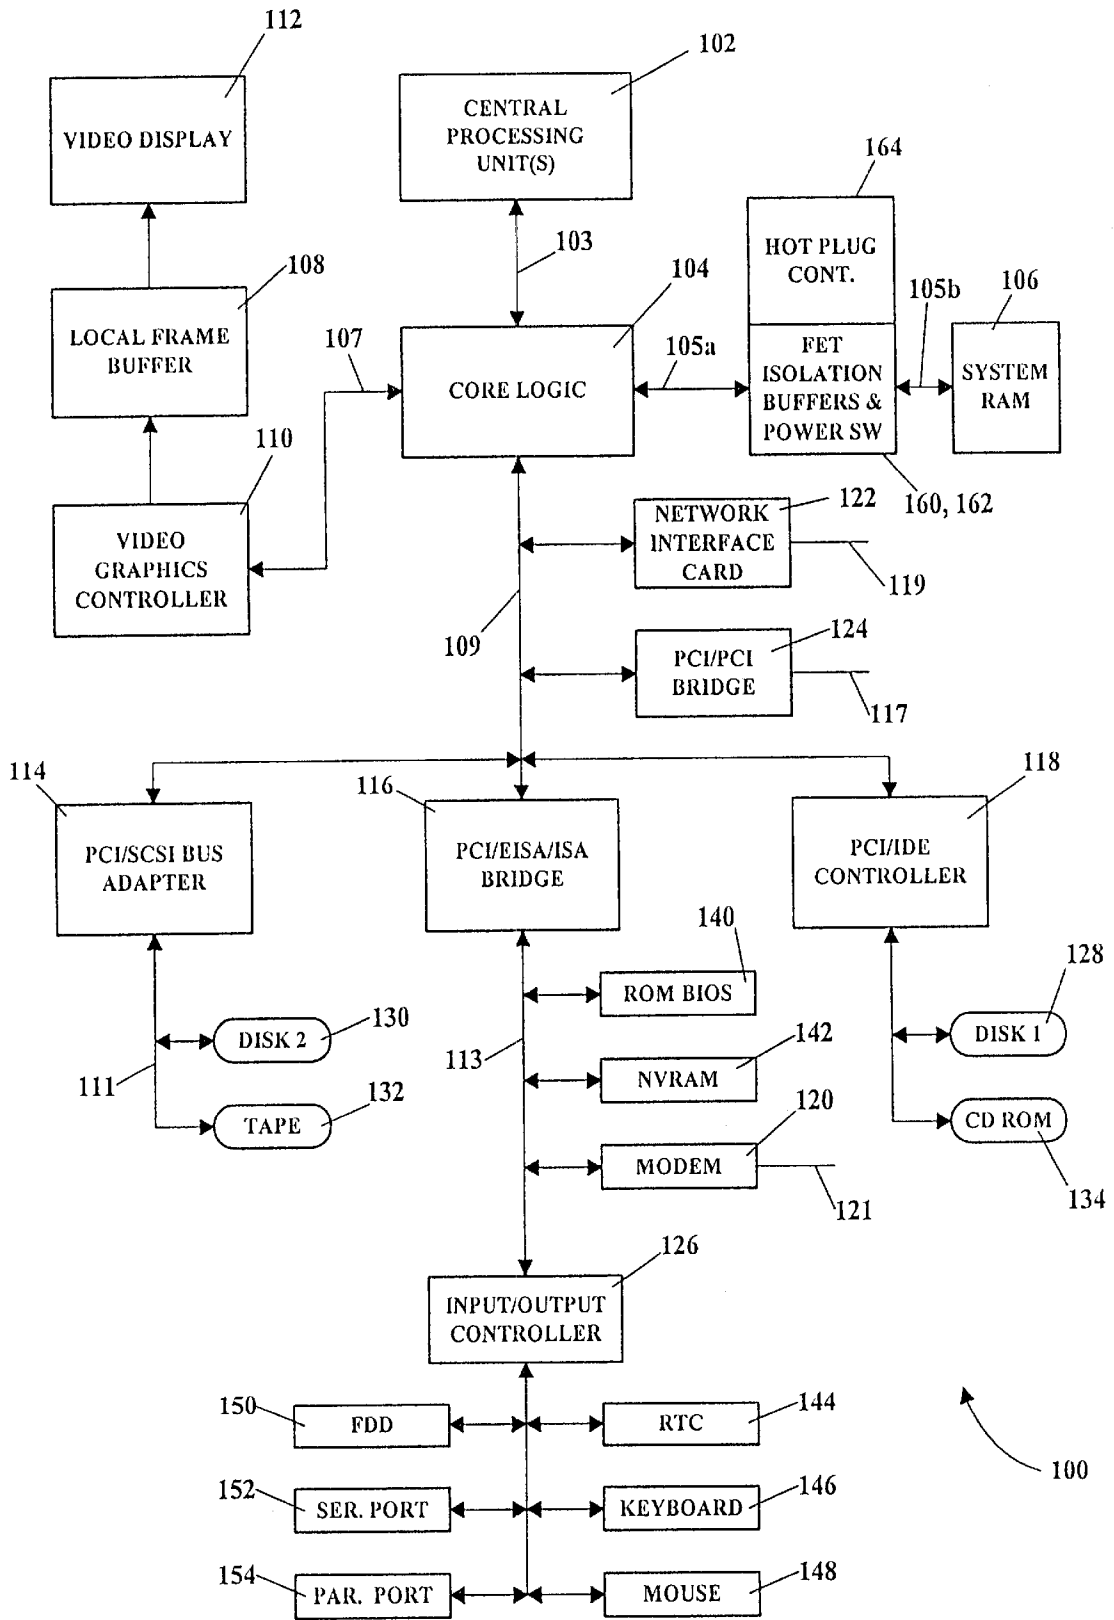 112
102
VIDEO DISPLAY
CENTRAL
PROCESSING
UNIT(S)
164
103
HOT PLUG
CONT.
108
104
105b
106
LOCAL FRAME
BUFFER
107
CORE LOGIC
105a
FET
ISOLATION
BUFFERS &
POWER SW
SYSTEM
RAM
110
160, 162
VIDEO
GRAPHICS
CONTROLLER
NETWORK
INTERFACE
CARD
122
119
109
124
PCI/PCI
BRIDGE
117
114
116
118
PCI/SCSI BUS
ADAPTER
PCI/EISA/ISA
BRIDGE
PCI/IDE
CONTROLLER
140
ROM BIOS
128
DISK 2
130
DISK 1
111
113
142
NVRAM
TAPE
132
120
MODEM
CD ROM
121
134
126
INPUT/OUTPUT
CONTROLLER
150
FDD
RTC
144
100
152
SER. PORT
KEYBOARD
146
154
PAR. PORT
MOUSE
148